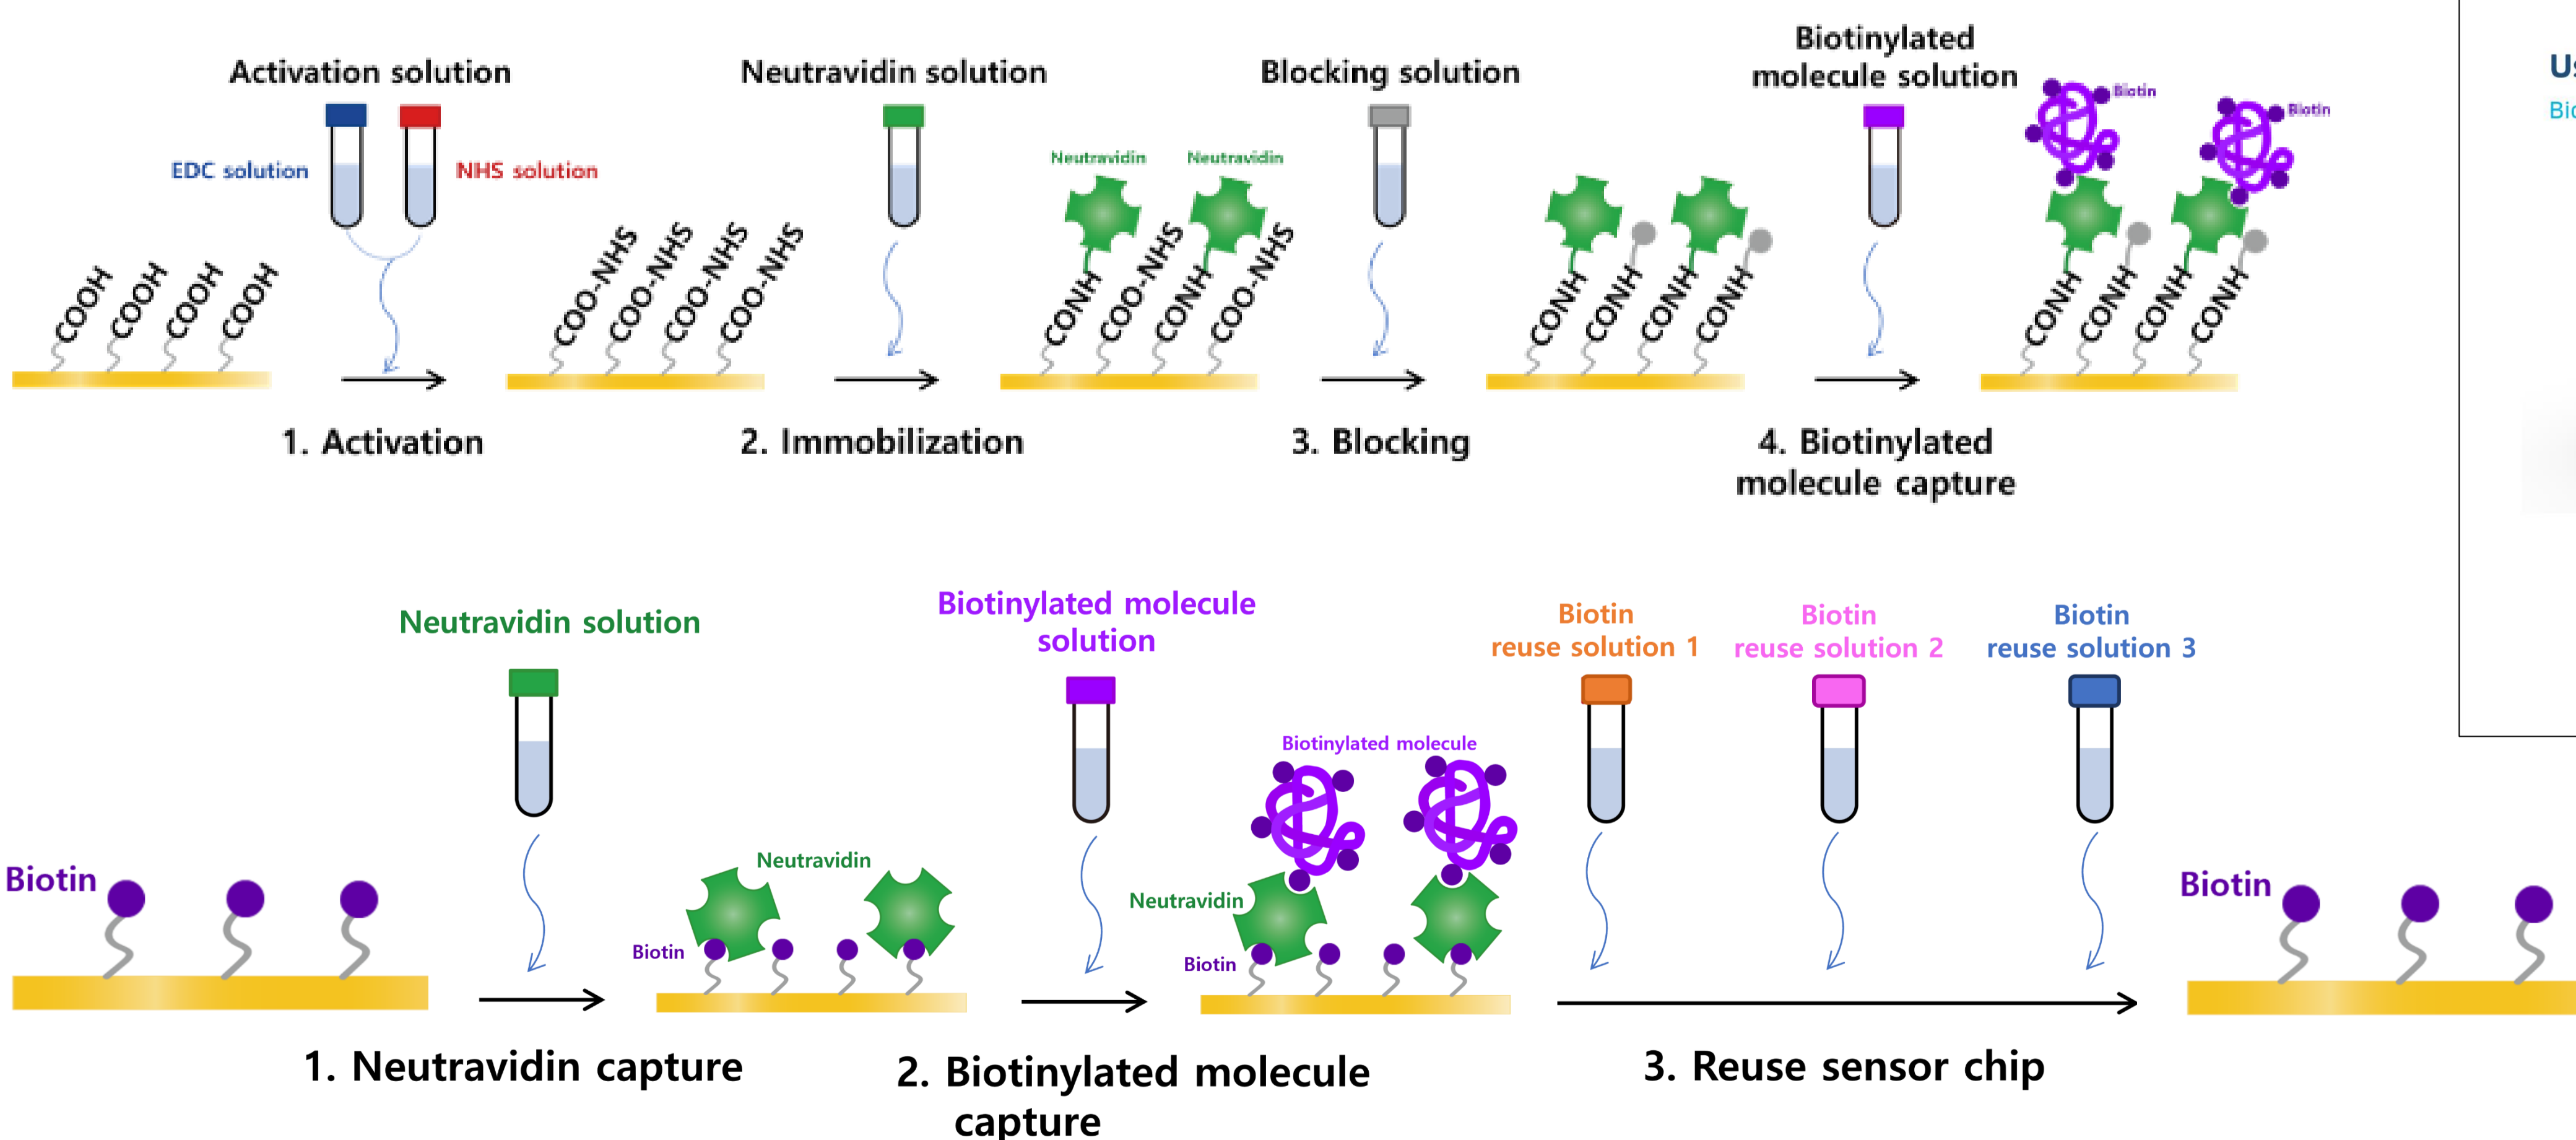 Activation solution
EDC solution
NHS solution
COOH
COOH
COOH
COOH
1. Activation
COO-NHS
COO-NHS
COO-NHS
COO-NHS
Neutravidin solution
2. Immobilization
Neutravidin
Neutravidin
CONH
COO-NHS
CONH
COO-NHS
Blocking solution
3. Blocking
CONH
CONH
CONH
CONH
Biotinylated
molecule solution
4. Biotinylated
molecule capture
Biotin
Biotin
CONH
CONH
CONH
CONH
Biotin
Neutravidin solution
1. Neutravidin capture
Neutravidin
Biotin
Biotinylated molecule
solution
2. Biotinylated molecule
capture
Biotinylated molecule
Neutravidin
Biotin
Biotin
reuse solution 1
Biotin
reuse solution 2
Biotin
reuse solution 3
3. Reuse sensor chip
Biotin